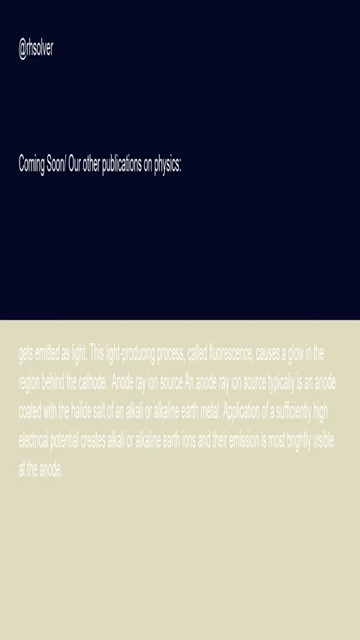 @rhsolver
Coming Soon/ Our other publications on physics:
gets emitted as light. This light-producing process, called fluorescence, causes a glow in the
region behind the cathode.  Anode ray ion source An anode ray ion source typically is an anode
coated with the halide salt of an alkali or alkaline earth metal. Application of a sufficiently high
electrical potential creates alkali or alkaline earth ions and their emission is most brightly visible
at the anode.